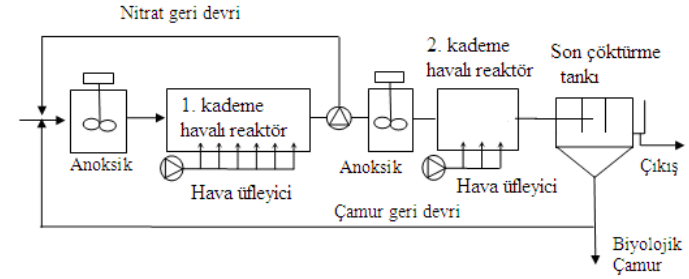 Nitrat geri devri
2. kademe
havalı reaktör
Son çöktürme
tankı
1. kademe
havalı reaktör
Anoksik
Hava üfleyici
Anoksik
Hava üfleyici
Çıkış
Çamur geri devri
Biyolojik
Çamur